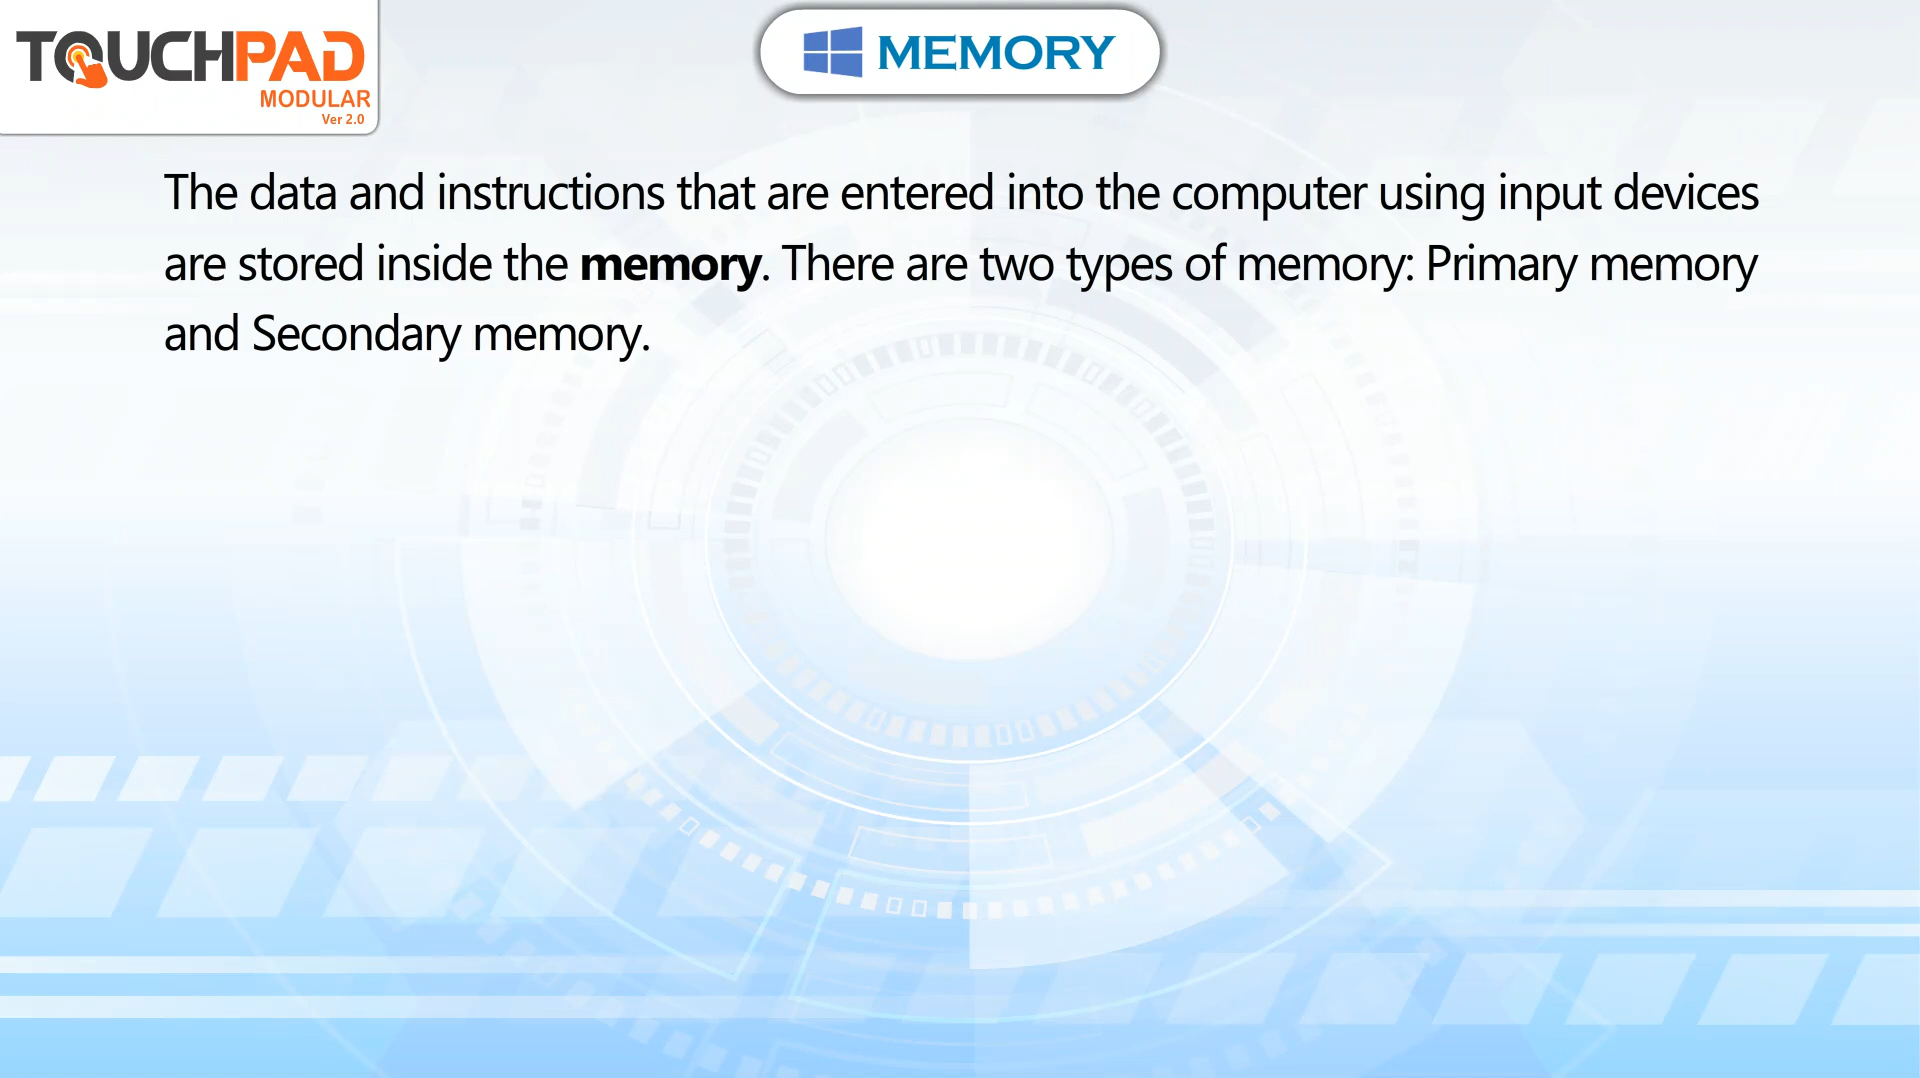 TOUCHPAD
MODULAR
Ver 2.0
MEMORY
The data and instructions that are entered into the computer using input devices
are stored inside the memory. There are two types of memory: Primary memory
and Secondary memory.